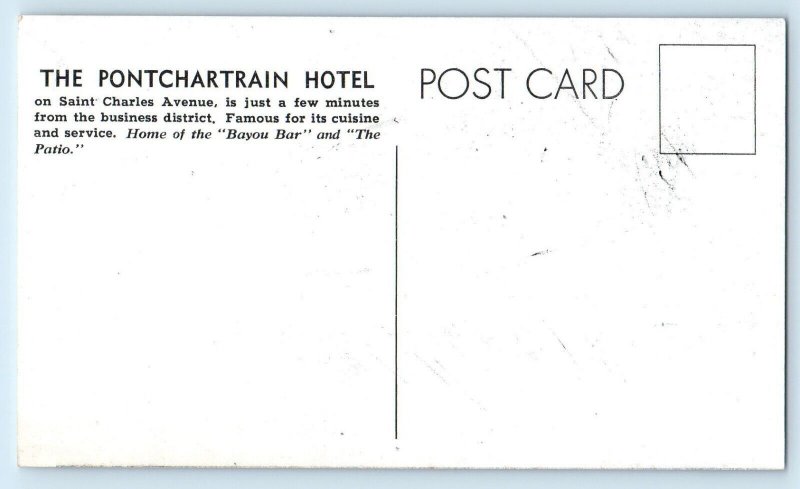 THE PONTCHARTRAIN HOTEL
on Saint Charles Avenue, is just a few minutes
from the business district. Famous for its cuisine
and service. Home of the "Bayou Bar" and "The
Patio."
POST CARD